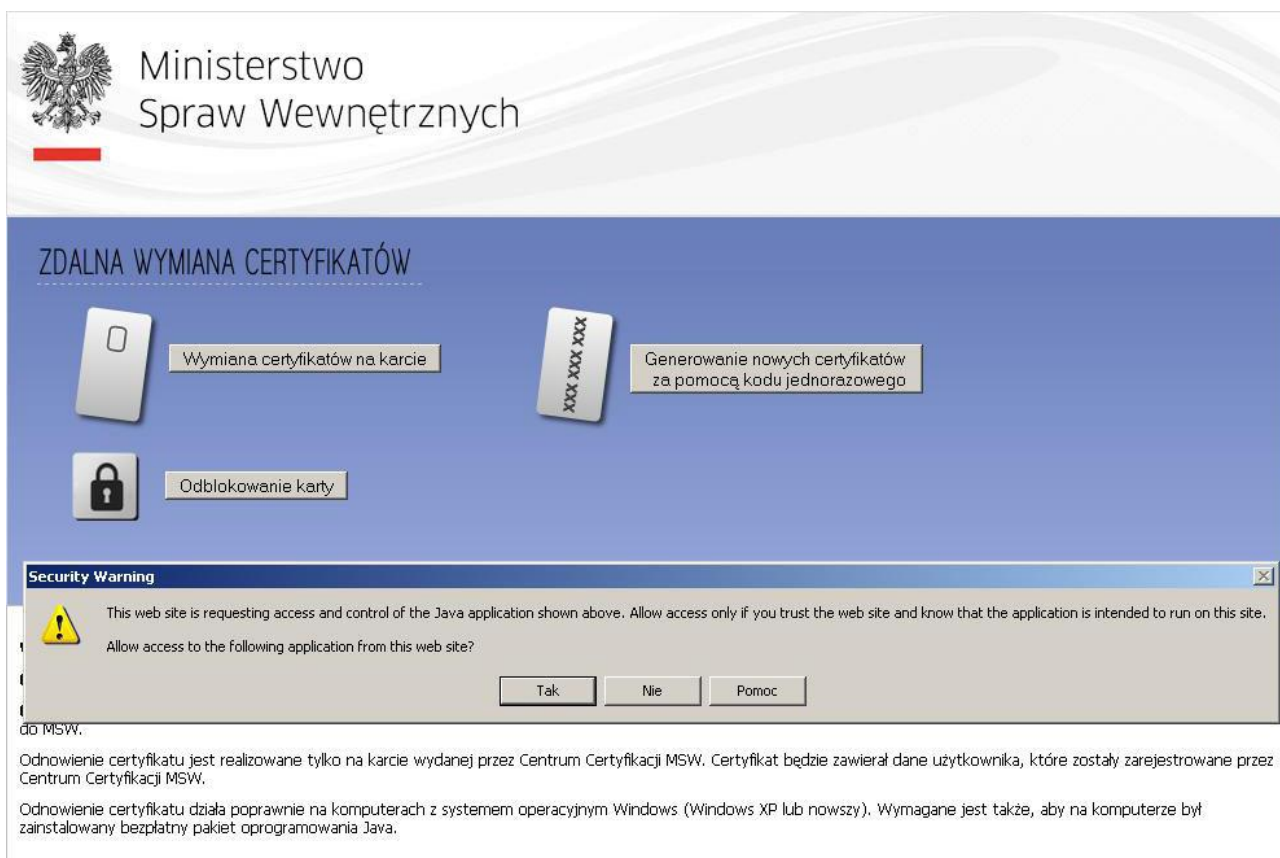 Ministerstwo
Spraw Wewnętrznych
ZDALNA WYMIANA CERTYFIKATÓW
Wymiana certyfikatów na karcie
XXX XXX XXX
Generowanie nowych certyfikatów
za pomocą kodu jednorazowego
Odblokowanie karty
Security Warning
This web site is requesting access and control of the Java application shown above. Allow access only if you trust the web site and know that the application is intended to run on this site.
Allow access to the following application from this web site?
Tak
Nie
Pomoc
do MSW.
Odnowienie certyfikatu jest realizowane tylko na karcie wydanej przez Centrum Certyfikacji MSW. Certyfikat będzie zawierał dane użytkownika, które zostały zarejestrowane przez
Centrum Certyfikacji MSW.
Odnowienie certyfikatu działa poprawnie na komputerach z systemem operacyjnym Windows (Windows XP lub nowszy). Wymagane jest także, aby na komputerze był
zainstalowany bezpłatny pakiet oprogramowania Java.